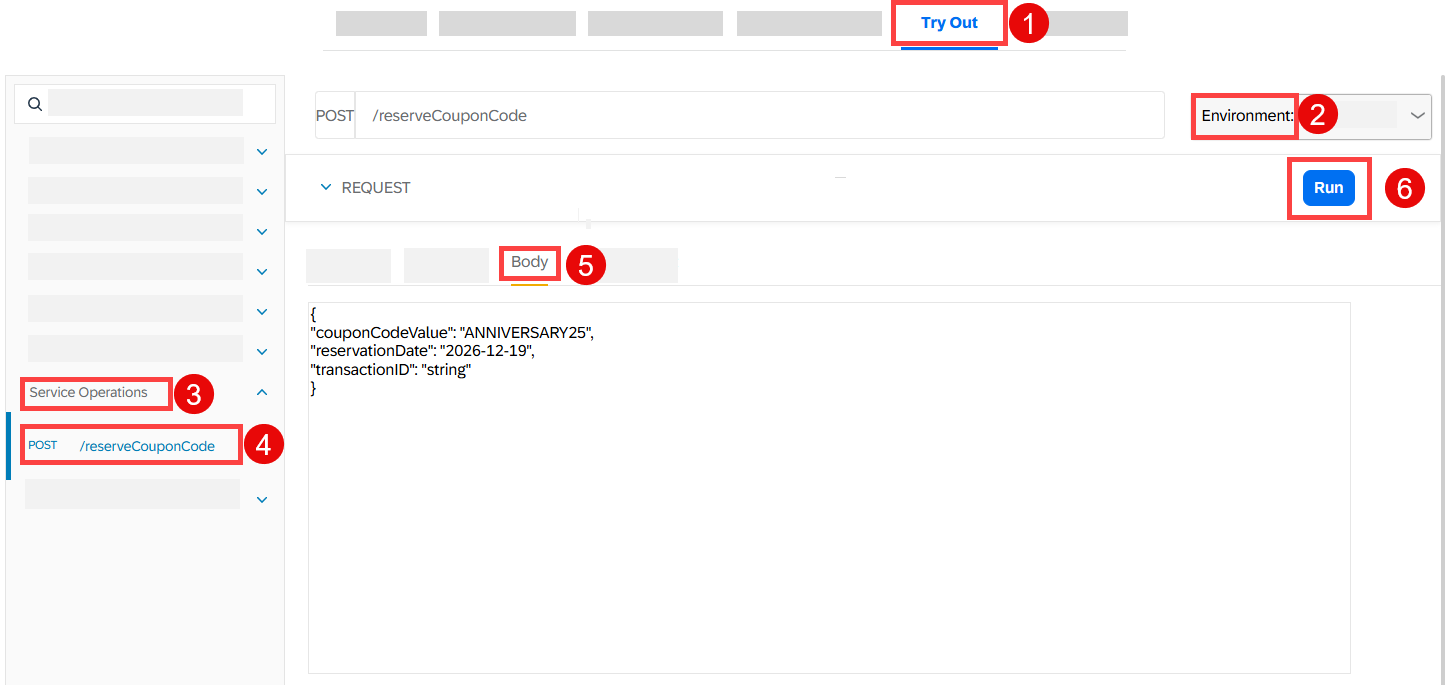 Try Out 1
POST /reserveCouponCode
Environment: 2
REQUEST
Run 6
Body 5
{
"couponCodeValue": "ANNIVERSARY25",
"reservationDate": "2026-12-19",
"transactionID": "string"
}
Service Operations 3
POST /reserveCouponCode 4